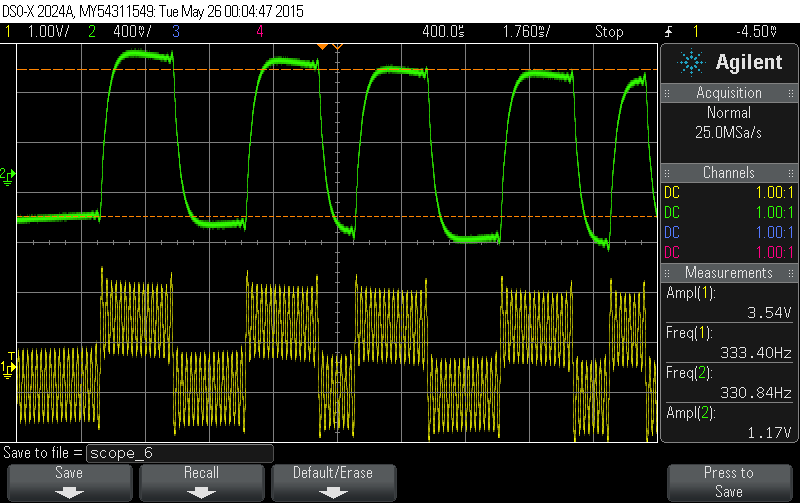 DSO-X 2024A, MY54311549: Tue May 26 00:04:47 2015
1 1.00V/ 2 400V/ 3 4 400.0s 1.760s/ Stop 1 -4.50V
Agilent
Acquisition
Normal
25.0MSa/s
Channels
DC 1.00:1
DC 1.00:1
DC 1.00:1
DC 1.00:1
Measurements
Ampl(1):
3.54V
Freq(1):
333.40Hz
Freq(2):
330.84Hz
Ampl(2):
1.17V
2
T
1
Save to file = scope_6
Save Recall Default/Erase Press to
Save